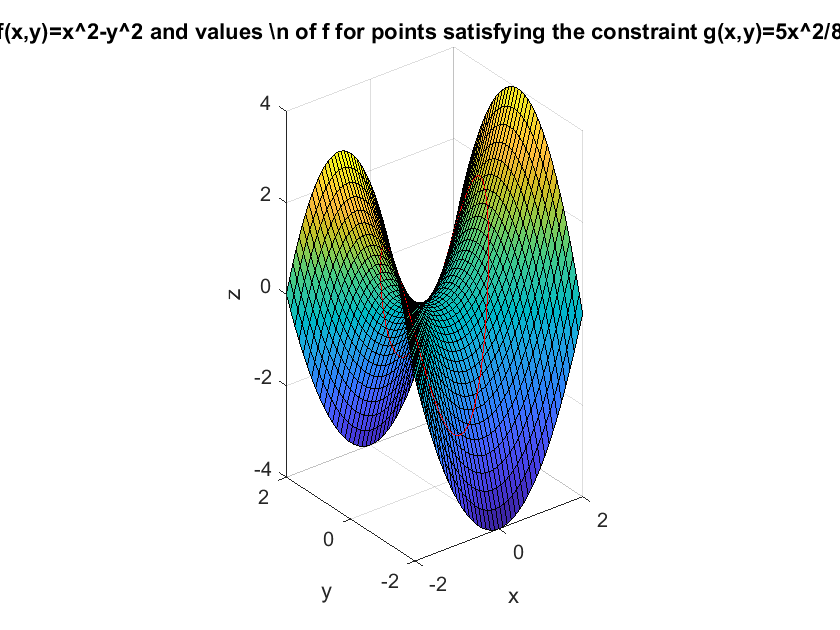 f(x,y)=x^2-y^2 and values \n of f for points satisfying the constraint g(x,y)=5x^2/8
4
2
0
-2
-4
z
2
0
-2
y
-2
0
2
x